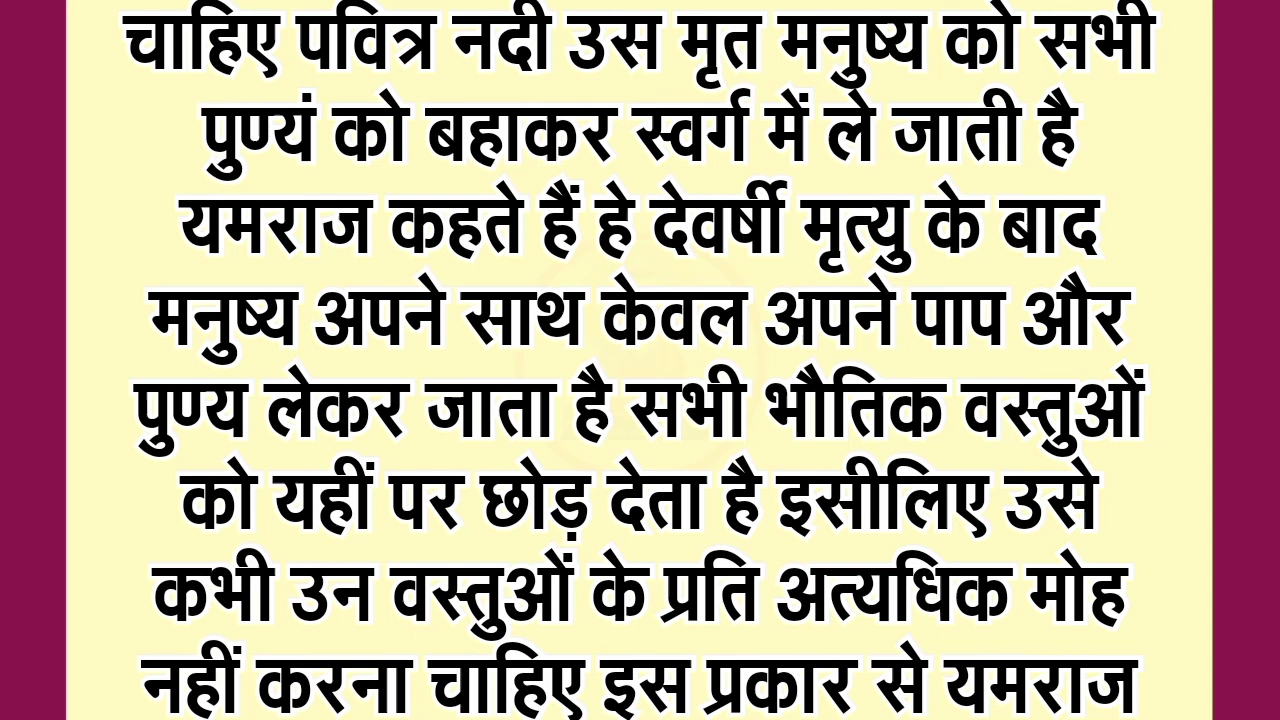 चाहिए पवित्र नदी उस मृत मनुष्य को सभी
पुण्यं को बहाकर स्वर्ग में ले जाती है
यमराज कहते हैं हे देवर्षी मृत्यु के बाद
मनुष्य अपने साथ केवल अपने पाप और
पुण्य लेकर जाता है सभी भौतिक वस्तुओं
को यहीं पर छोड़ देता है इसीलिए उसे
कभी उन वस्तुओं के प्रति अत्यधिक मोह
नहीं करना चाहिए इस प्रकार से यमराज